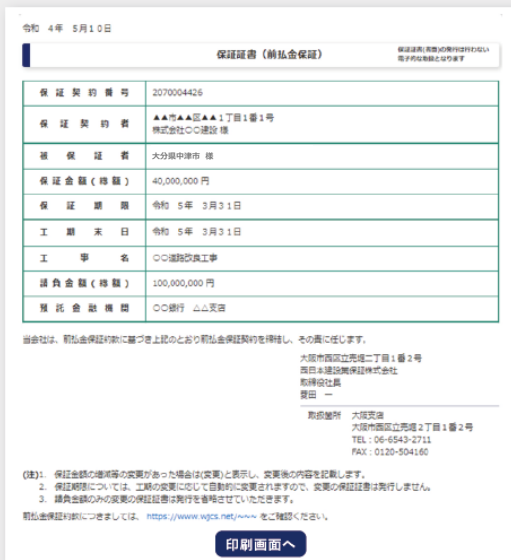 令和 4年 5月10日
保証証書（前払金保証）
保証証書(書面)の発行は行わない
電子的な取扱となります
保証契約番号 2070004426
保証契約者 ▲▲市▲▲区▲▲1丁目1番1号
株式会社〇〇建設 様
被保証者 大分県中津市 様
保証金額(総額) 40,000,000 円
保証期限 令和 5年 3月31日
工期末日 令和 5年 3月31日
工事名 〇〇道路改良工事
請負金額(総額) 100,000,000 円
預託金融機関 〇〇銀行 △△支店
当会社は、前払金保証約款に基づき上記のとおり前払金保証契約を締結し、その責に任じます。
大阪市西区立売堀二丁目1番2号
西日本建設業保証株式会社
取締役社長
菱田 一
取扱箇所 大阪支店
大阪市西区立売堀2丁目1番2号
TEL：06-6543-2711
FAX：0120-504160
(注)1. 保証金額の増減等の変更があった場合は(変更)と表示し、変更後の内容を記載します。
2. 保証期限については、工期の変更に応じて自動的に変更されますので、変更の保証証書は発行しません。
3. 請負金額のみの変更の保証証書は発行を省略させていただきます。
前払金保証約款につきましては、https://www.wjcs.net/~~~ をご確認ください。
印刷画面へ